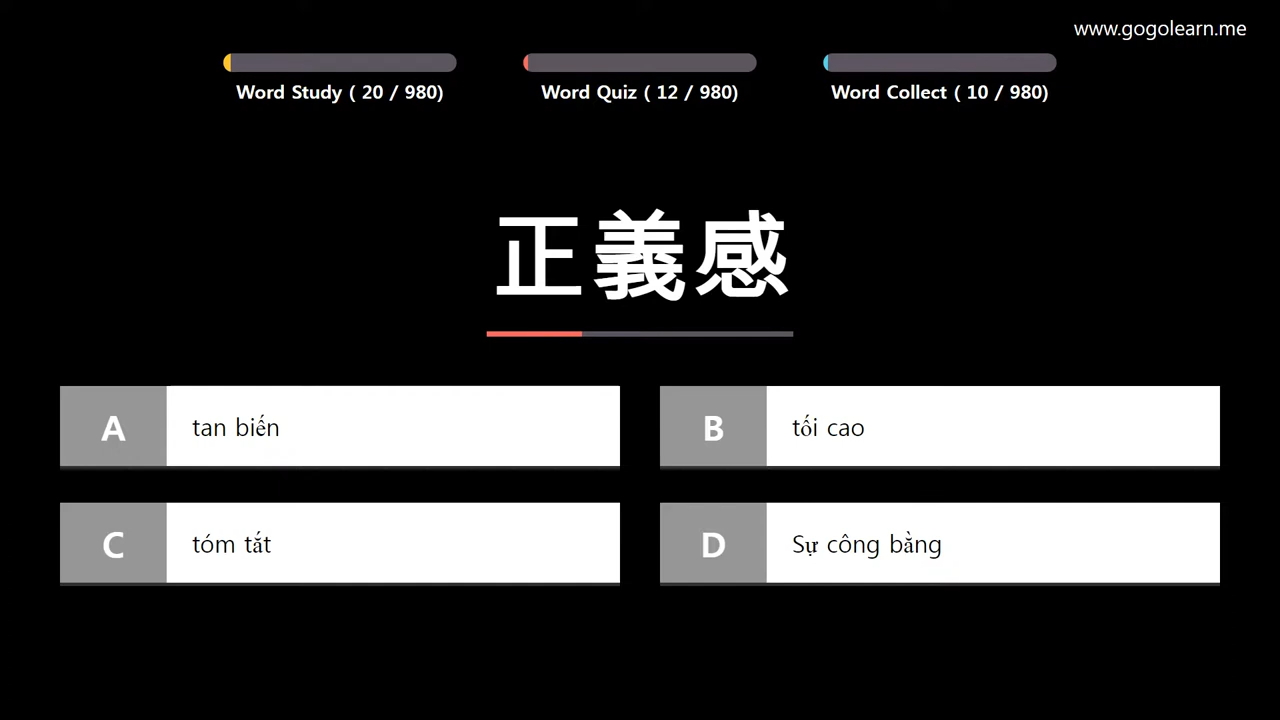 www.gogolearn.me
Word Study ( 20 / 980)
Word Quiz ( 12 / 980)
Word Collect ( 10 / 980)
正義感
A tan biến
B tối cao
C tóm tắt
D Sự công bằng